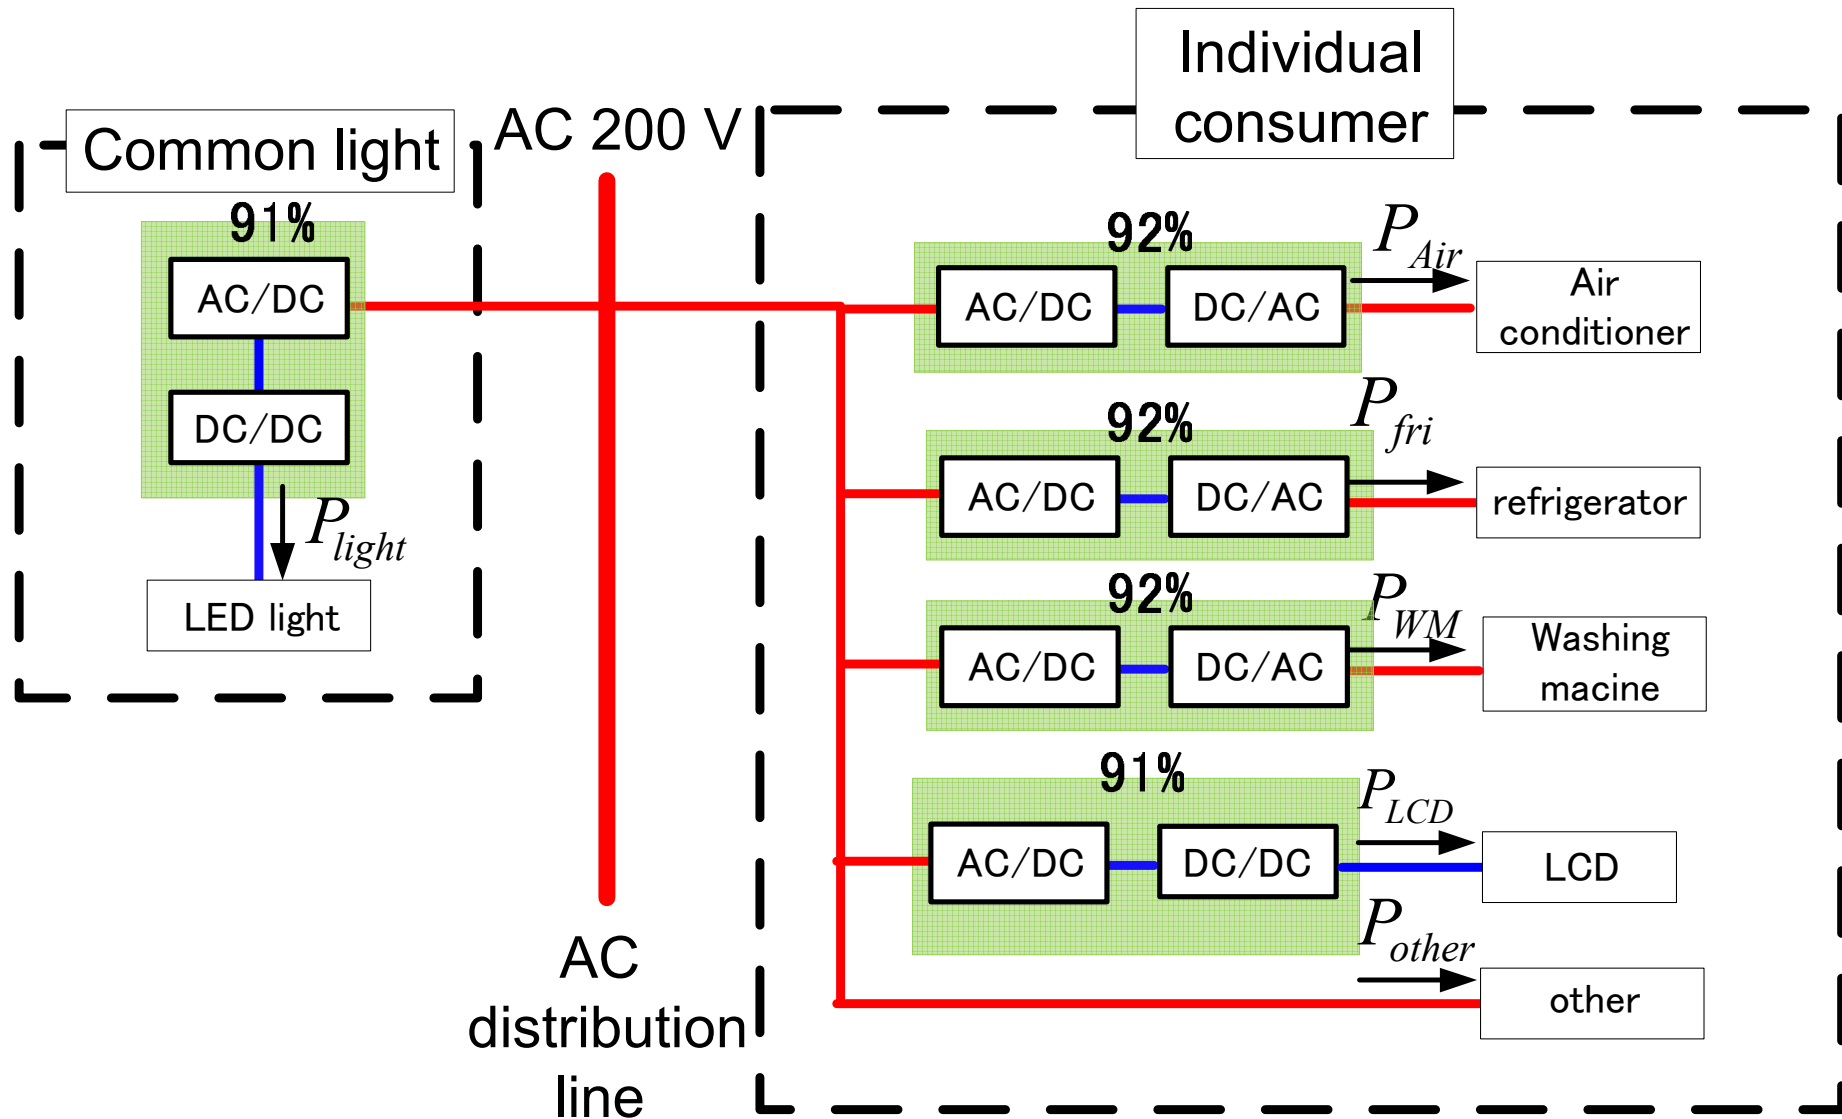 Individual
consumer
Common light
AC 200 V
91%
AC/DC
DC/DC
P light
LED light
AC
distribution
line
92%
AC/DC
DC/AC
P Air
Air
conditioner
92%
AC/DC
DC/AC
P fri
refrigerator
92%
AC/DC
DC/AC
P WM
Washing
macine
91%
AC/DC
DC/DC
P LCD
LCD
P other
other